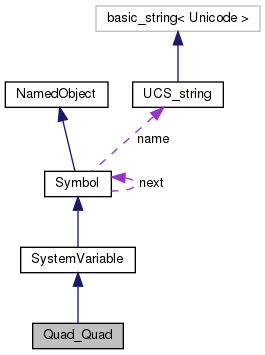 basic_string< Unicode >
NamedObject
UCS_string
name
Symbol
next
SystemVariable
Quad_Quad